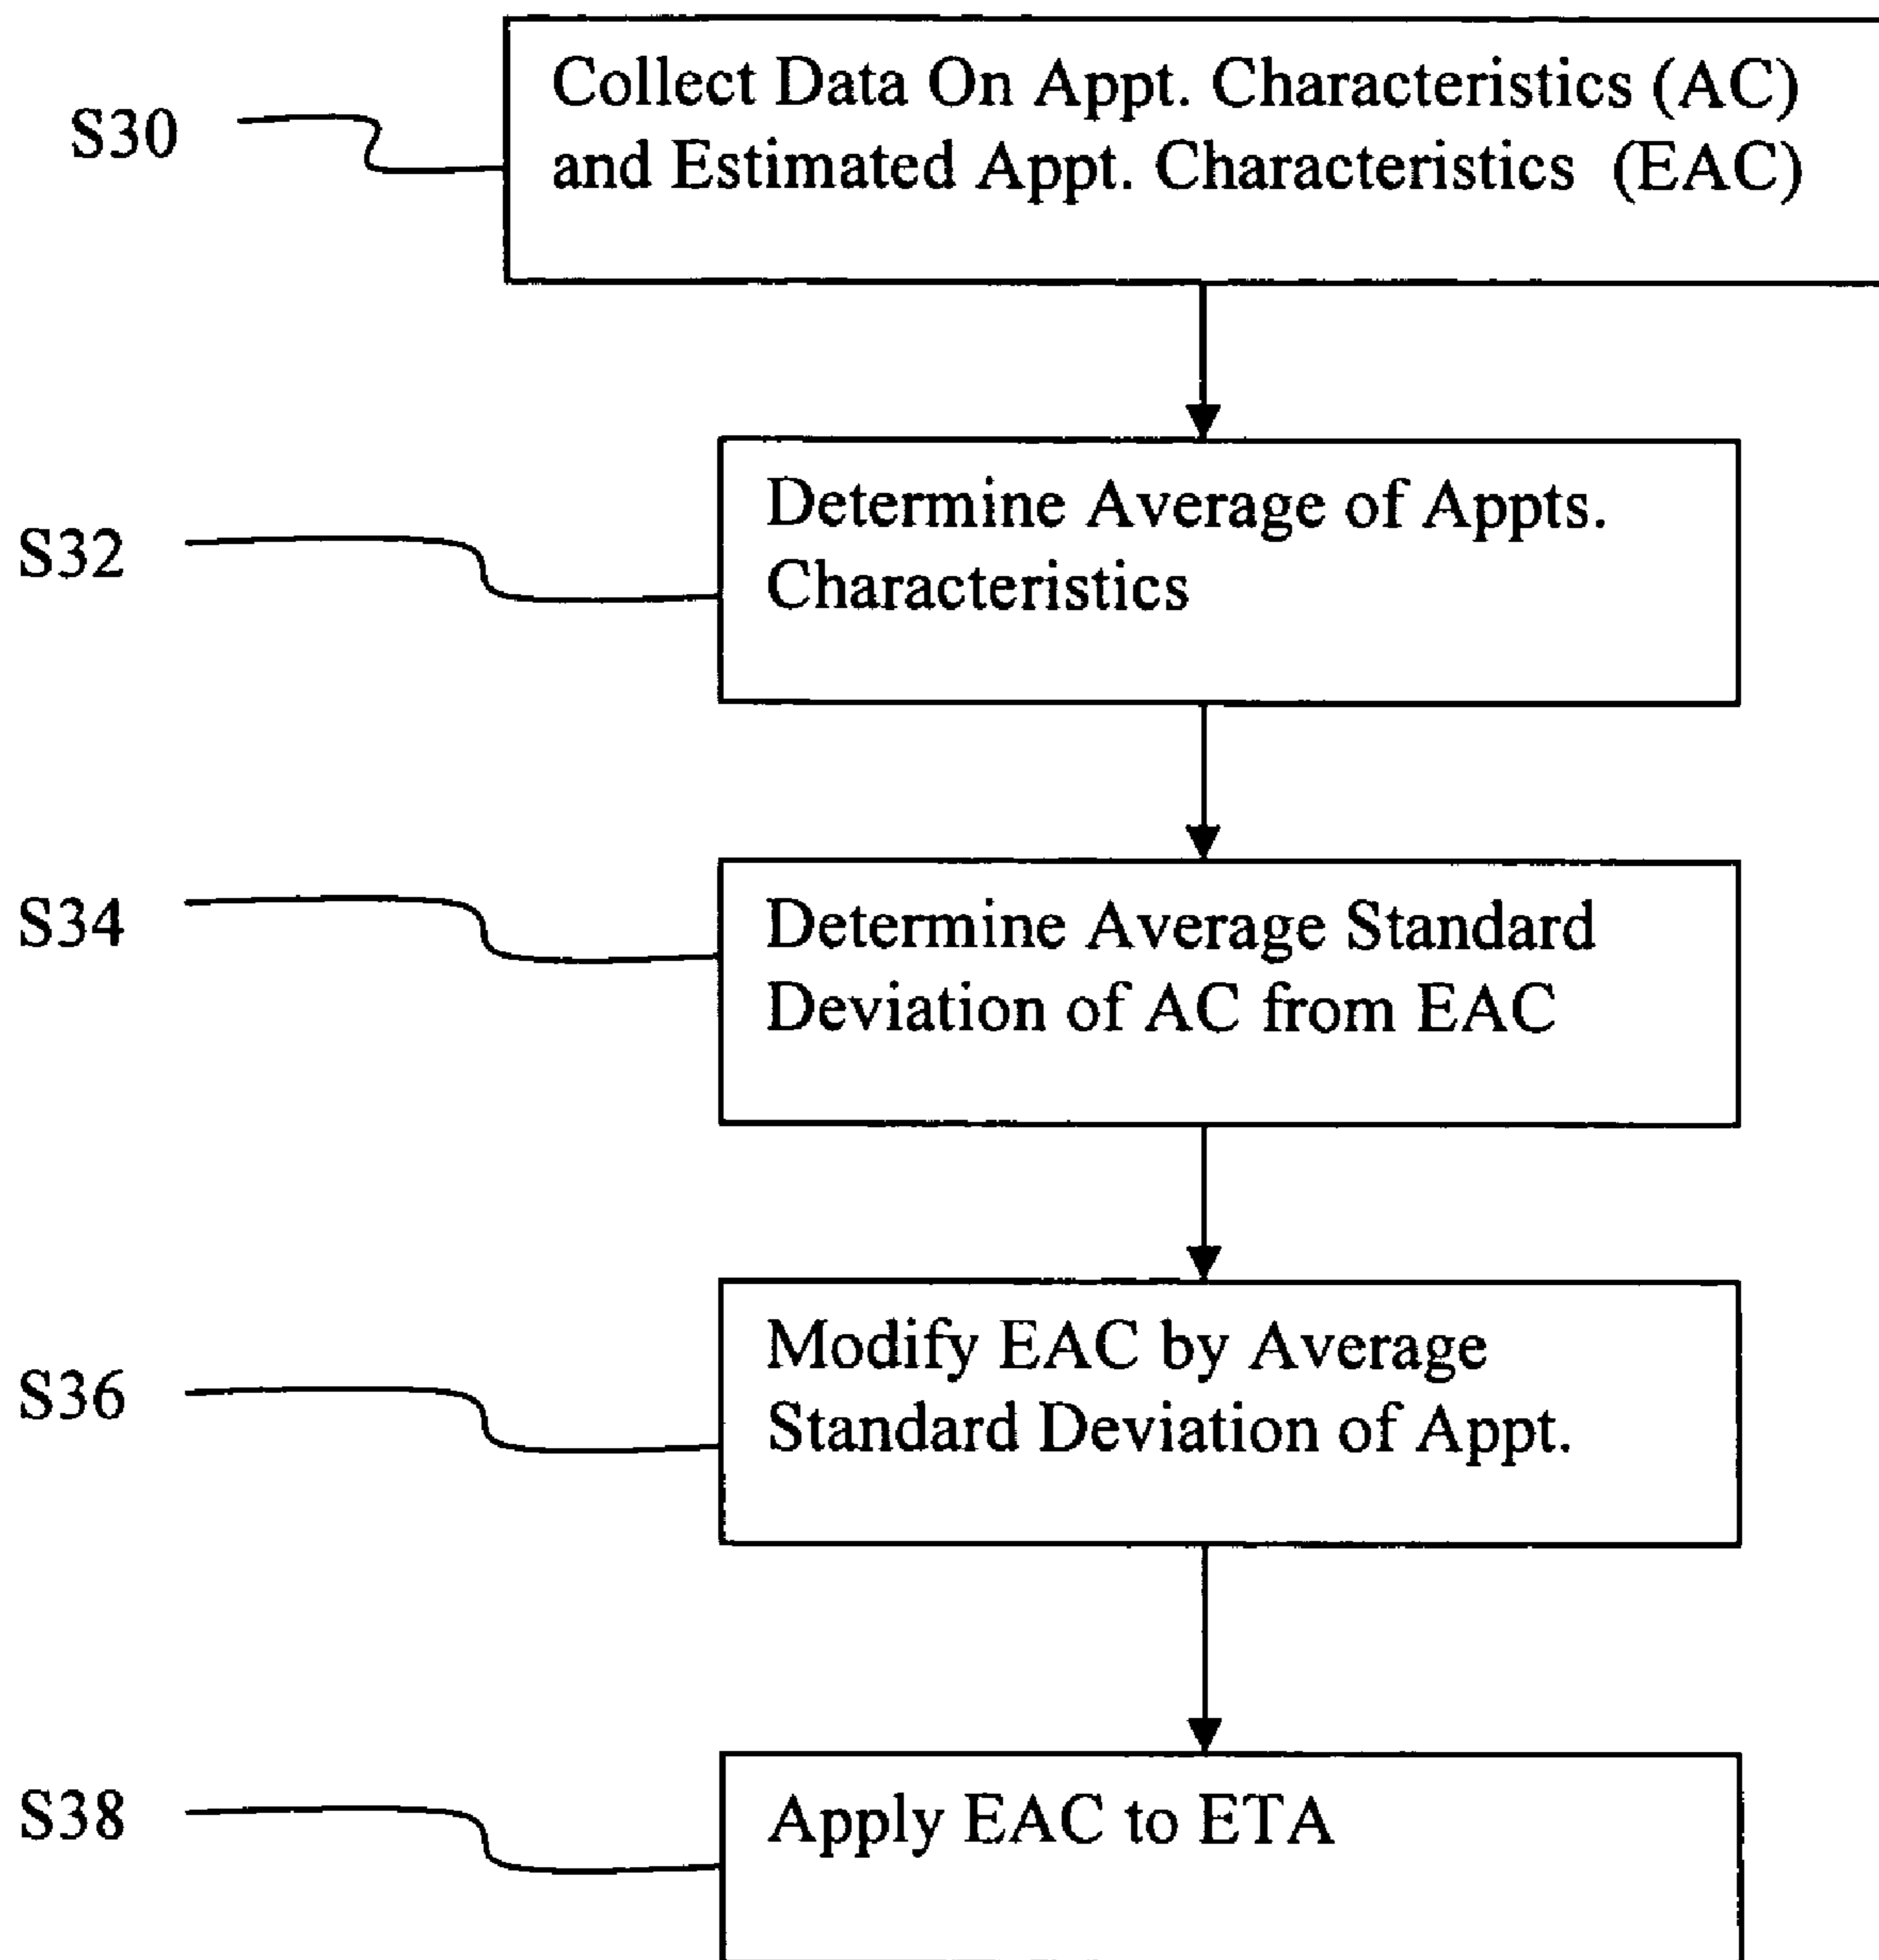 S30
Collect Data On Appt. Characteristics (AC)
and Estimated Appt. Characteristics (EAC)
S32
Determine Average of Appts.
Characteristics
S34
Determine Average Standard
Deviation of AC from EAC
S36
Modify EAC by Average
Standard Deviation of Appt.
S38
Apply EAC to ETA